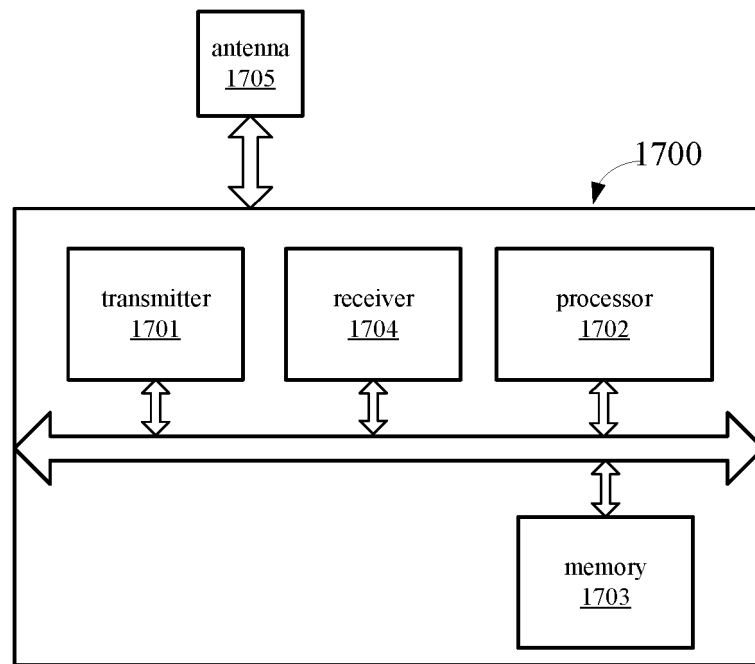 antenna
1705
1700
transmitter
1701
receiver
1704
processor
1702
memory
1703